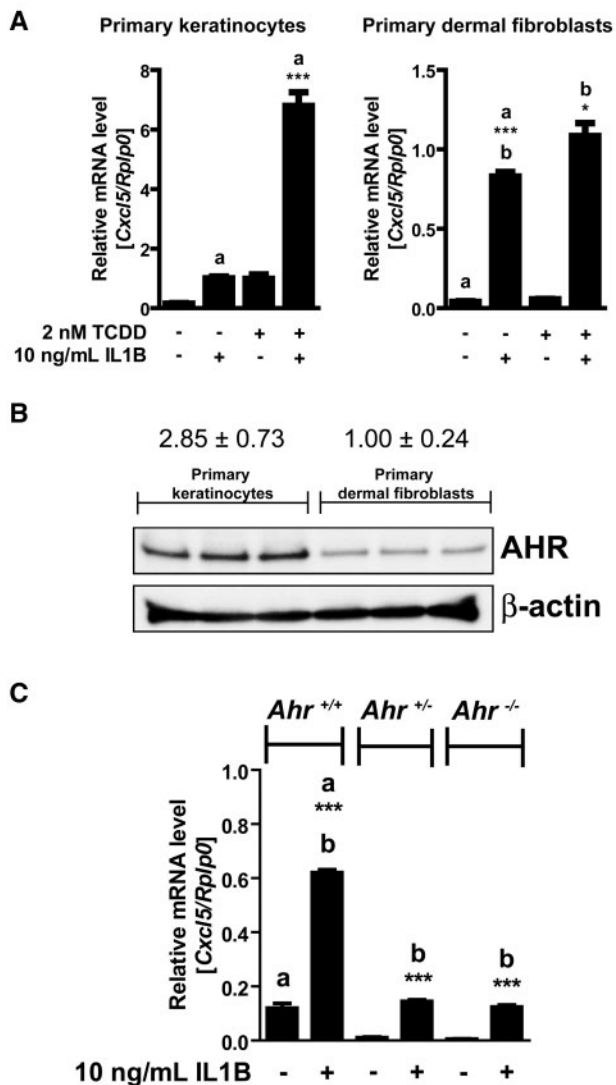 A
Primary keratinocytes
Relative mRNA level
[Cxcl5/Rplp0]
8
6
4
2
0
a
a
***
2 nM TCDD - - + +
10 ng/mL IL1B - + - +
Primary dermal fibroblasts
Relative mRNA level
[Cxcl5/Rplp0]
1.5
1.0
0.5
0.0
a
a
***
b
b
*
- - + +
- + - +
B
2.85 ± 0.73 1.00 ± 0.24
Primary
keratinocytes
Primary
dermal fibroblasts
AHR
β-actin
C
Ahr +/+ Ahr +/- Ahr -/-
Relative mRNA level
[Cxcl5/Rplp0]
1.0
0.8
0.6
0.4
0.2
0.0
a
a
***
b
b
***
b
***
10 ng/mL IL1B - + - + - +